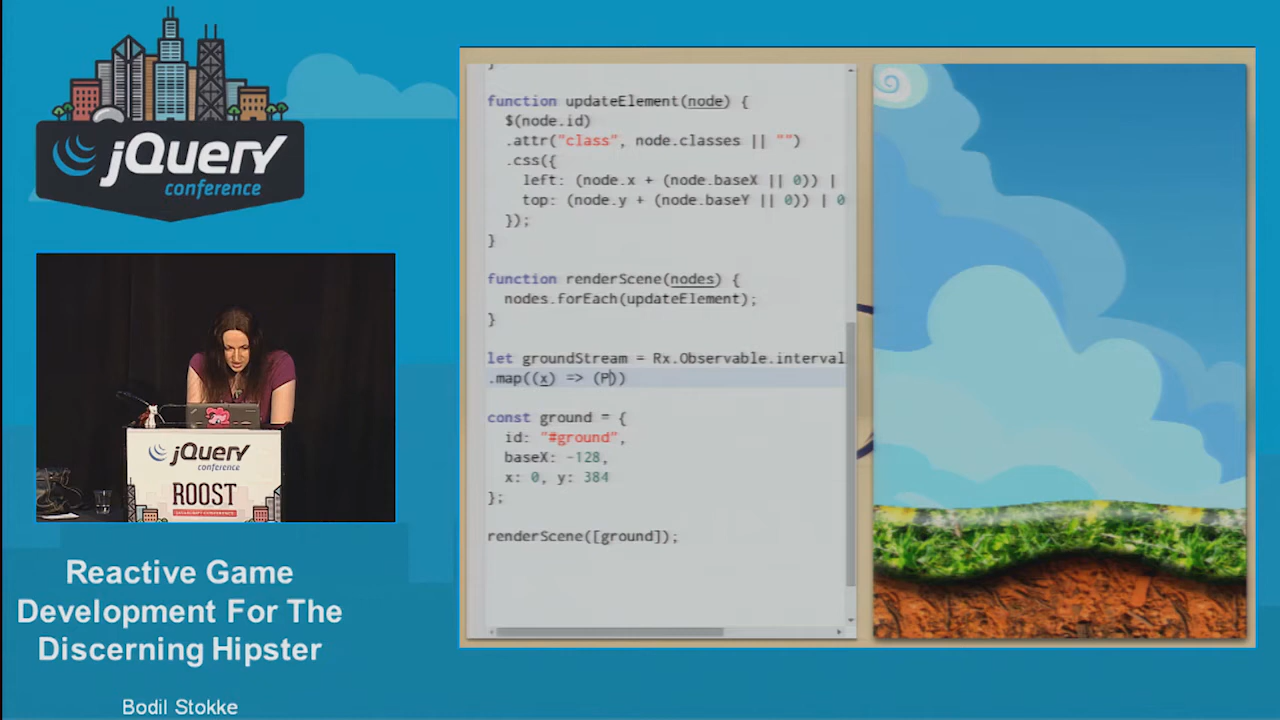 jQuery
conference
jQuery
conference
ROOST
Reactive Game
Development For The
Discerning Hipster
Bodil Stokke
}
function updateElement(node) {
$(node.id)
.attr("class", node.classes || "")
.css({
left: (node.x + (node.baseX || 0)) |
top: (node.y + (node.baseY || 0)) | 0
});
}
function renderScene(nodes) {
nodes.forEach(updateElement);
}
let groundStream = Rx.Observable.interval
.map((x) => (P))
const ground = {
id: "#ground",
baseX: -128,
x: 0, y: 384
};
renderScene([ground]);